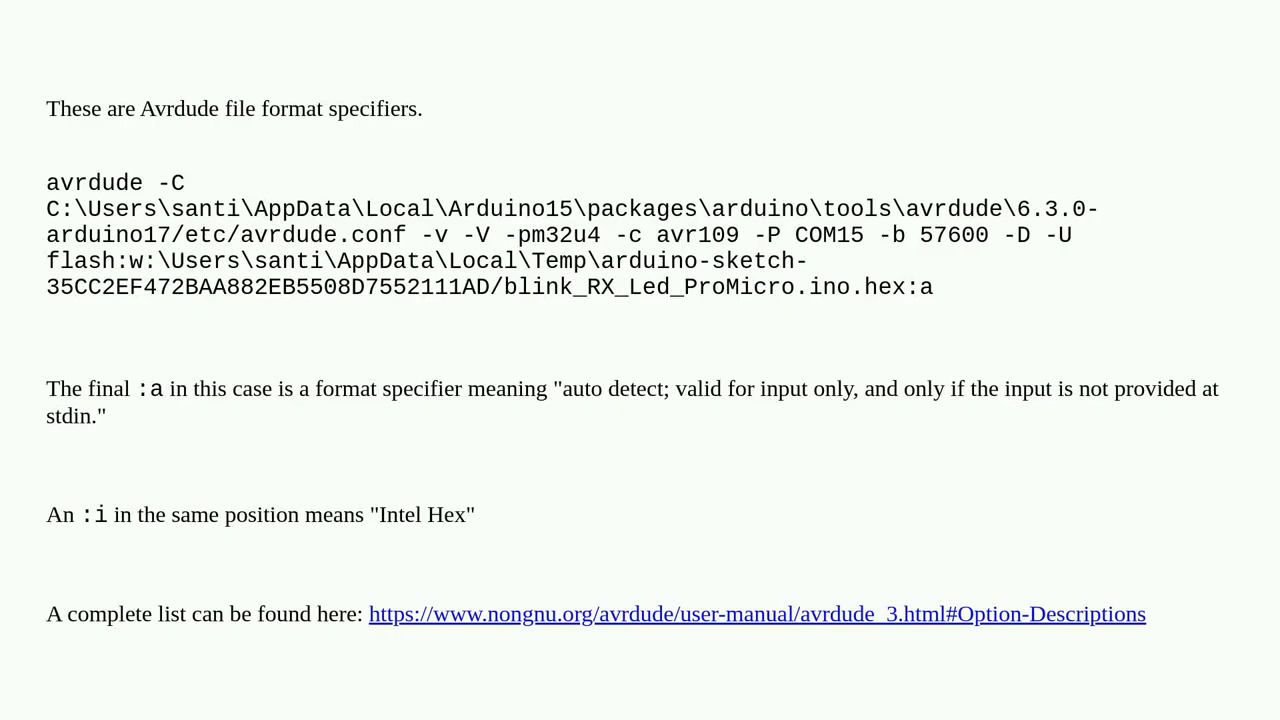 These are Avrdude file format specifiers.
avrdude -C
C:\Users\santi\AppData\Local\Arduino15\packages\arduino\tools\avrdude\6.3.0-
arduino17/etc/avrdude.conf -v -V -pm32u4 -c avr109 -P COM15 -b 57600 -D -U
flash:w:\Users\santi\AppData\Local\Temp\arduino-sketch-
35CC2EF472BAA882EB5508D7552111AD/blink_RX_Led_ProMicro.ino.hex:a
The final :a in this case is a format specifier meaning "auto detect; valid for input only, and only if the input is not provided at
stdin."
An :i in the same position means "Intel Hex"
A complete list can be found here: https://www.nongnu.org/avrdude/user-manual/avrdude_3.html#Option-Descriptions